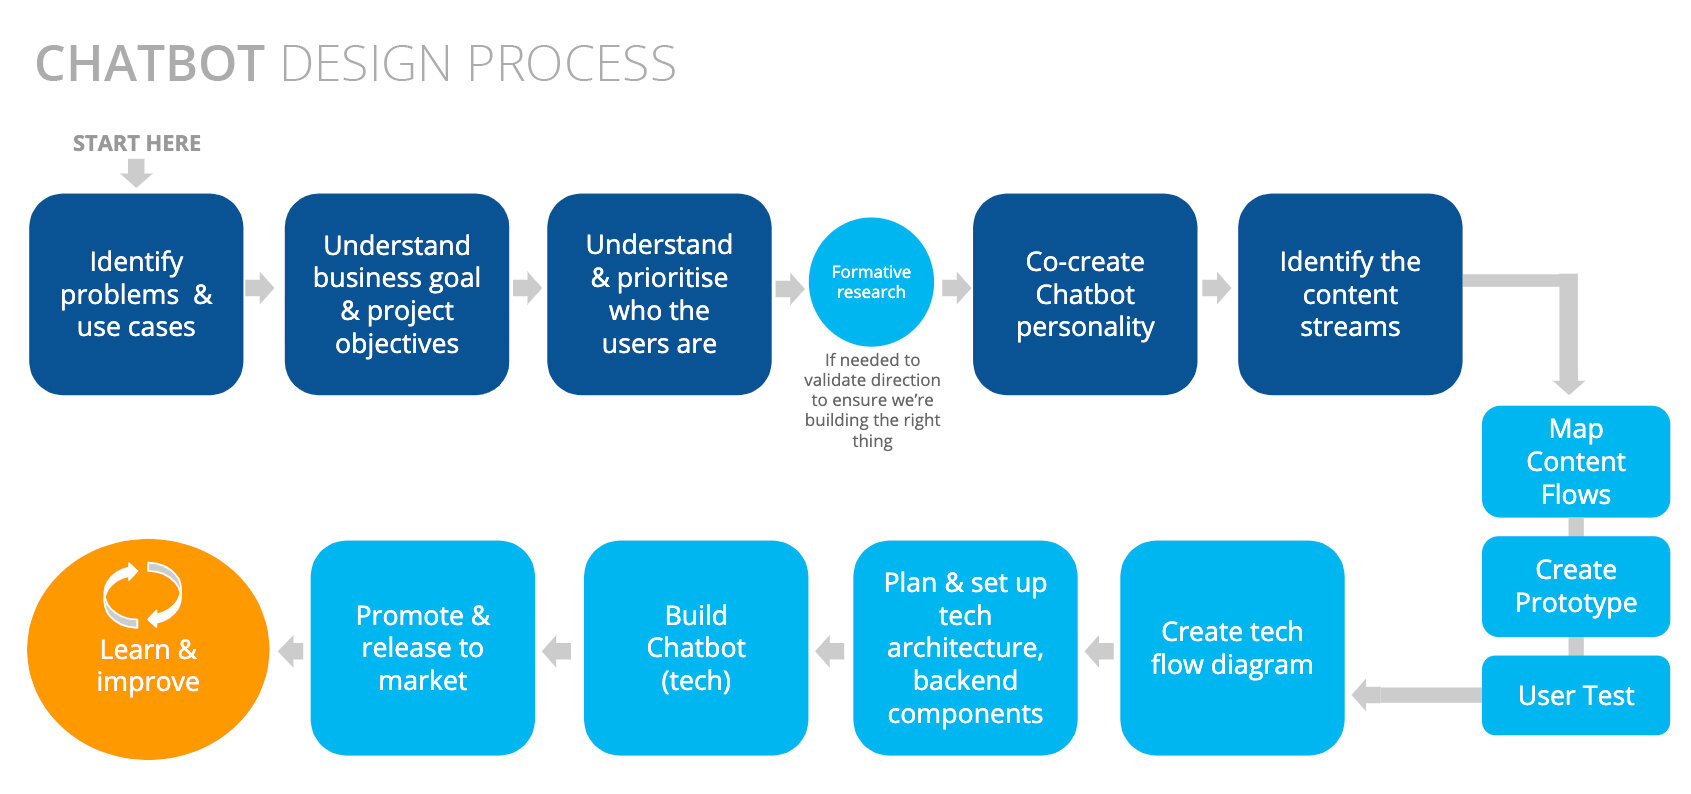 CHATBOT DESIGN PROCESS
START HERE
Identify
problems &
use cases
Understand
business goal
& project
objectives
Understand
& prioritise
who the
users are
Formative
research
If needed to
validate direction
to ensure we’re
building the right
thing
Co-create
Chatbot
personality
Identify the
content
streams
Map
Content
Flows
Create
Prototype
User Test
Create tech
flow diagram
Plan & set up
tech
architecture,
backend
components
Build
Chatbot
(tech)
Promote &
release to
market
Learn &
improve